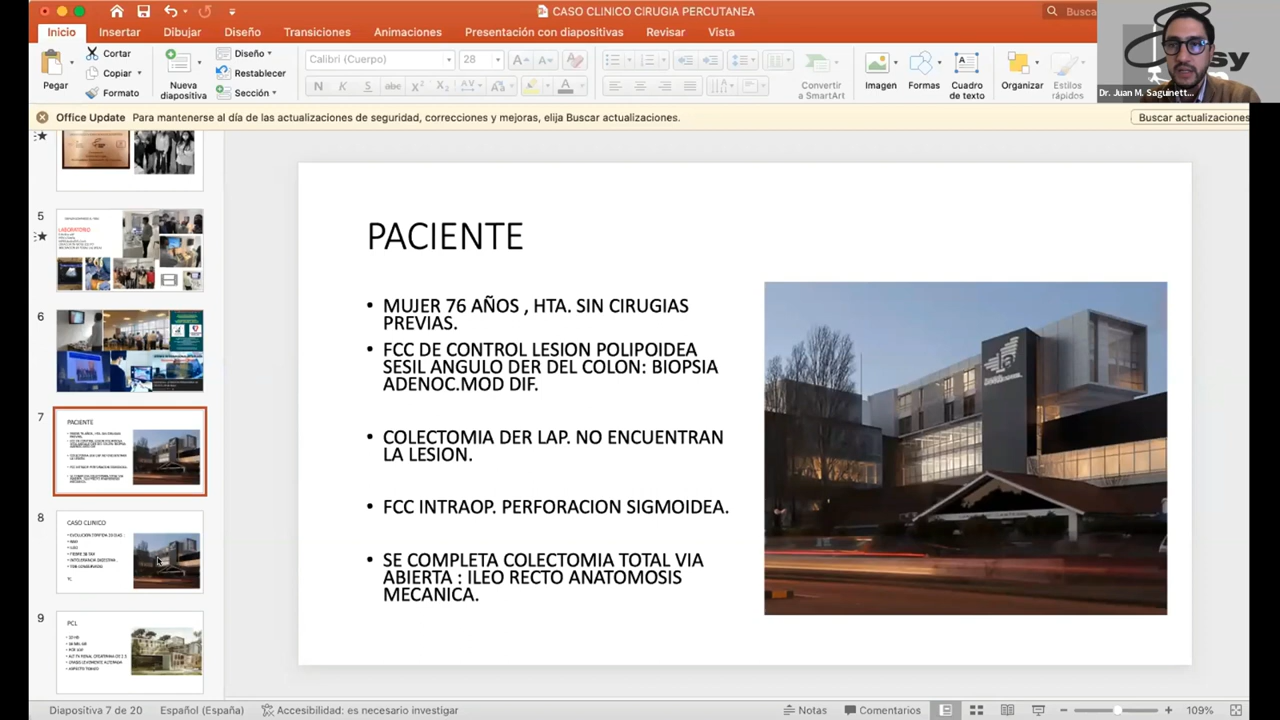 CASO CLINICO CIRUGIA PERCUTANEA
Busca
Inicio
Insertar
Dibujar
Diseño
Transiciones
Animaciones
Presentación con diapositivas
Revisar
Vista
Pegar
Cortar
Copiar
Formato
Nueva
diapositiva
Diseño
Restablecer
Sección
Calibri (Cuerpo)
28
N K S abc
Convertir
a SmartArt
Imagen
Formas
Cuadro
de texto
Organizar
Estilos
rápidos
Dr. Juan M. Saguinett...
Office Update Para mantenerse al día de las actualizaciones de seguridad, correcciones y mejoras, elija Buscar actualizaciones.
Buscar actualizaciones
5
LABORATORIO
6
7
PACIENTE
8
CASO CLINICO
9
PCL
PACIENTE
• MUJER 76 AÑOS , HTA. SIN CIRUGIAS
PREVIAS.
• FCC DE CONTROL LESION POLIPOIDEA
SESIL ANGULO DER DEL COLON: BIOPSIA
ADENOC.MOD DIF.
• COLECTOMIA DER LAP. NO ENCUENTRAN
LA LESION.
• FCC INTRAOP. PERFORACION SIGMOIDEA.
• SE COMPLETA COLECTOMIA TOTAL VIA
ABIERTA : ILEO RECTO ANATOMOSIS
MECANICA.
Diapositiva 7 de 20
Español (España)
Accesibilidad: es necesario investigar
Notas
Comentarios
109%